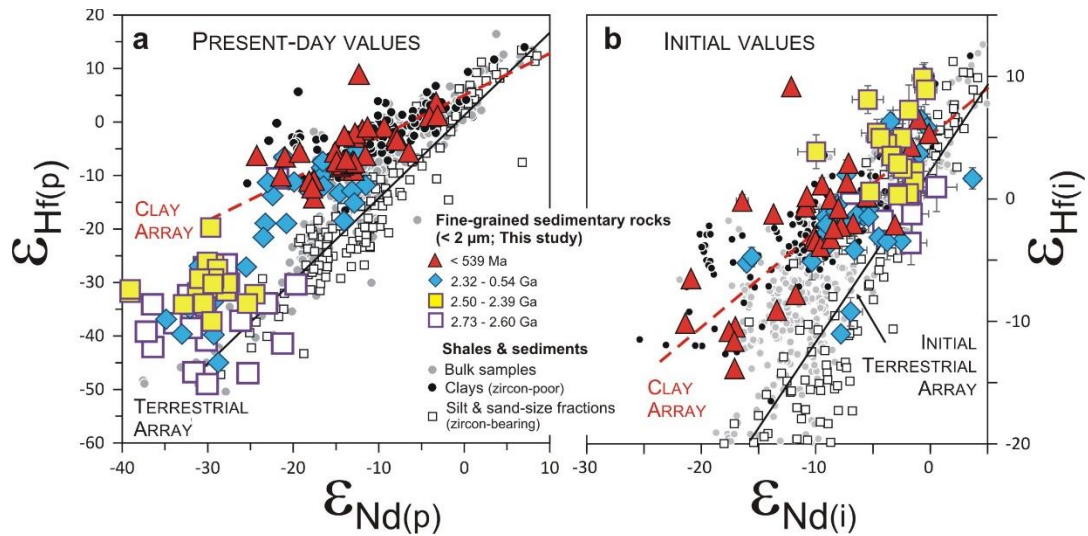 a PRESENT-DAY VALUES
20
10
0
-10
-20
-30
-40
-50
-60
εHf(p)
CLAY
ARRAY
TERRESTRIAL
ARRAY
Fine-grained sedimentary rocks
(< 2 µm; This study)
< 539 Ma
2.32 - 0.54 Ga
2.50 - 2.39 Ga
2.73 - 2.60 Ga
Shales & sediments
Bulk samples
Clays (zircon-poor)
Silt & sand-size fractions
(zircon-bearing)
-40 -30 -20 -10 0 10
εNd(p)
b INITIAL VALUES
10
0
-10
-20
εHf(i)
CLAY
ARRAY
INITIAL
TERRESTRIAL
ARRAY
-30 -20 -10 0
εNd(i)